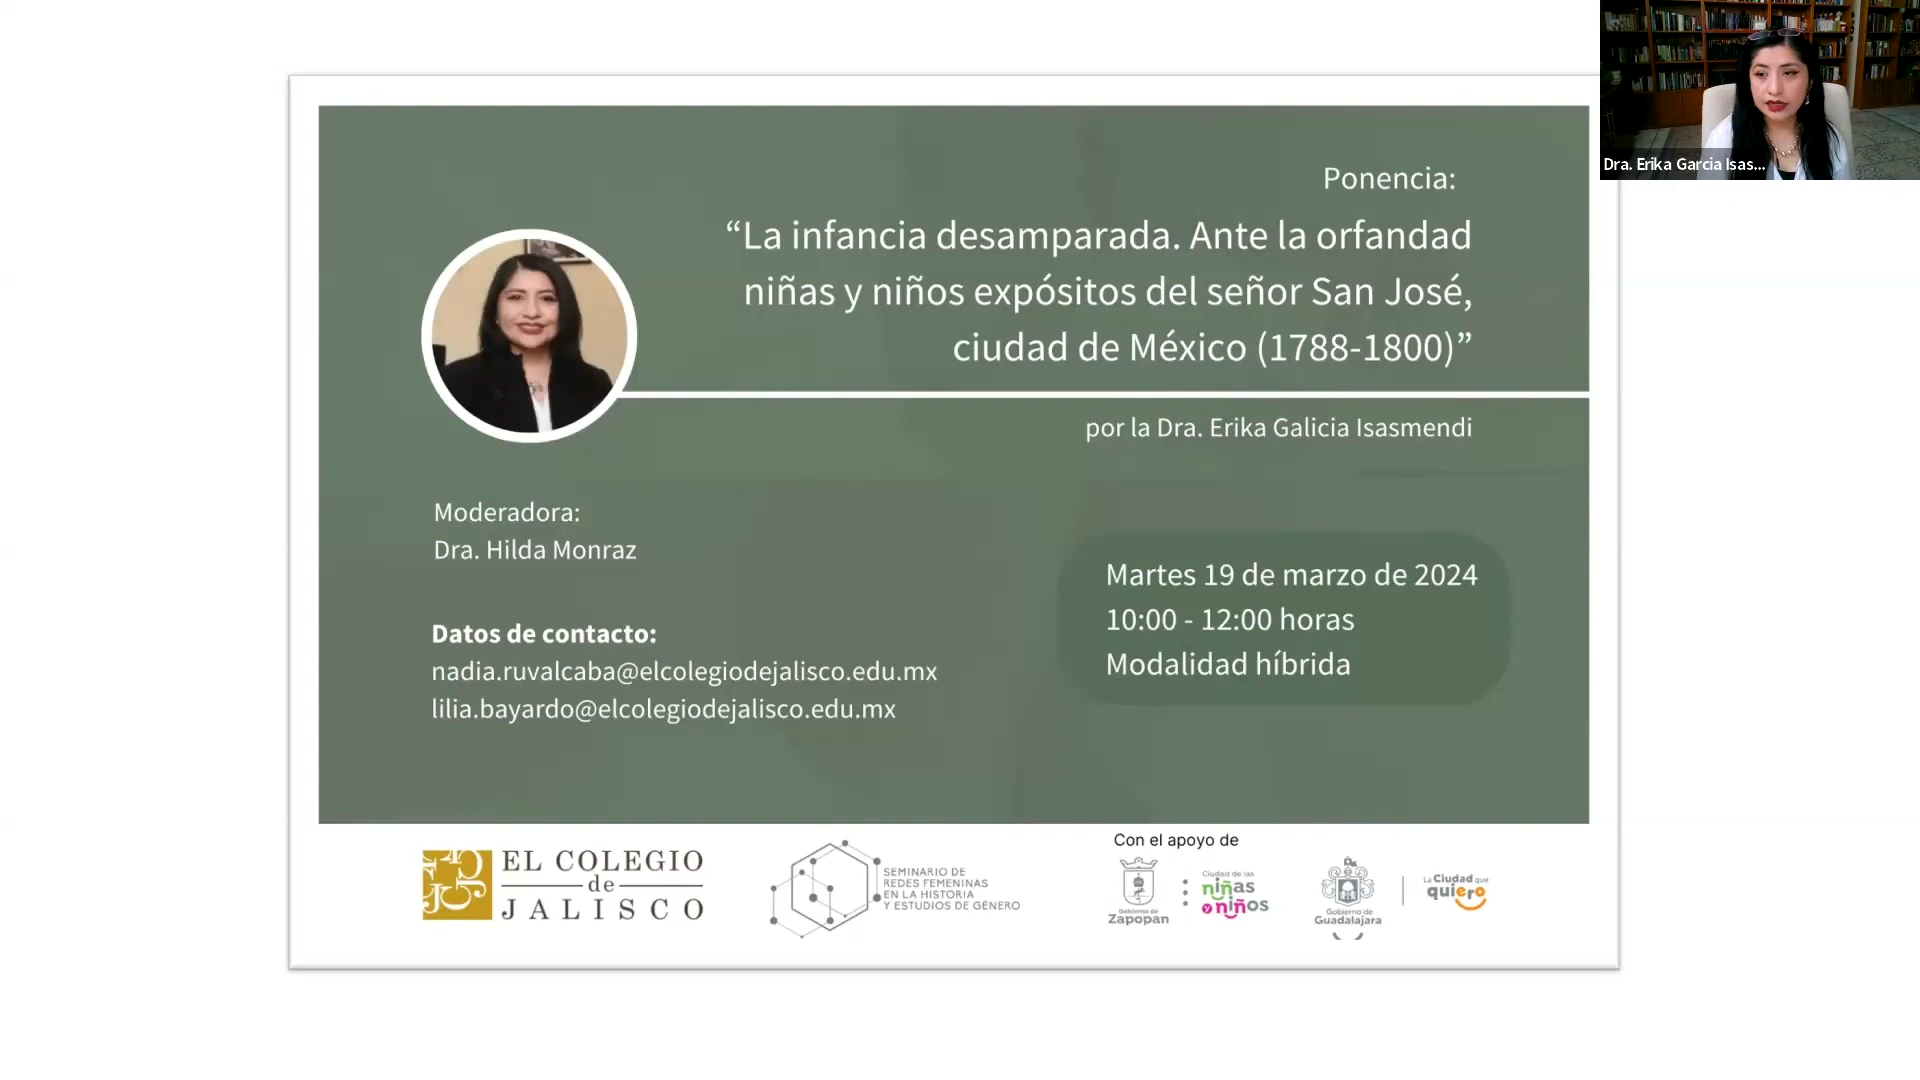 Dra. Erika Garcia Isas...
Ponencia:
“La infancia desamparada. Ante la orfandad
niñas y niños expósitos del señor San José,
ciudad de México (1788-1800)”
por la Dra. Erika Galicia Isasmendi
Moderadora:
Dra. Hilda Monraz
Datos de contacto:
nadia.ruvalcaba@elcolegiodejalisco.edu.mx
lilia.bayardo@elcolegiodejalisco.edu.mx
Martes 19 de marzo de 2024
10:00 - 12:00 horas
Modalidad híbrida
EL COLEGIO
de
JALISCO
SEMINARIO DE
REDES FEMENINAS
EN LA HISTORIA
Y ESTUDIOS DE GÉNERO
Con el apoyo de
Gobierno de
Zapopan
Ciudad de las
niñas
y niños
Gobierno de
Guadalajara
La Ciudad que
quiero